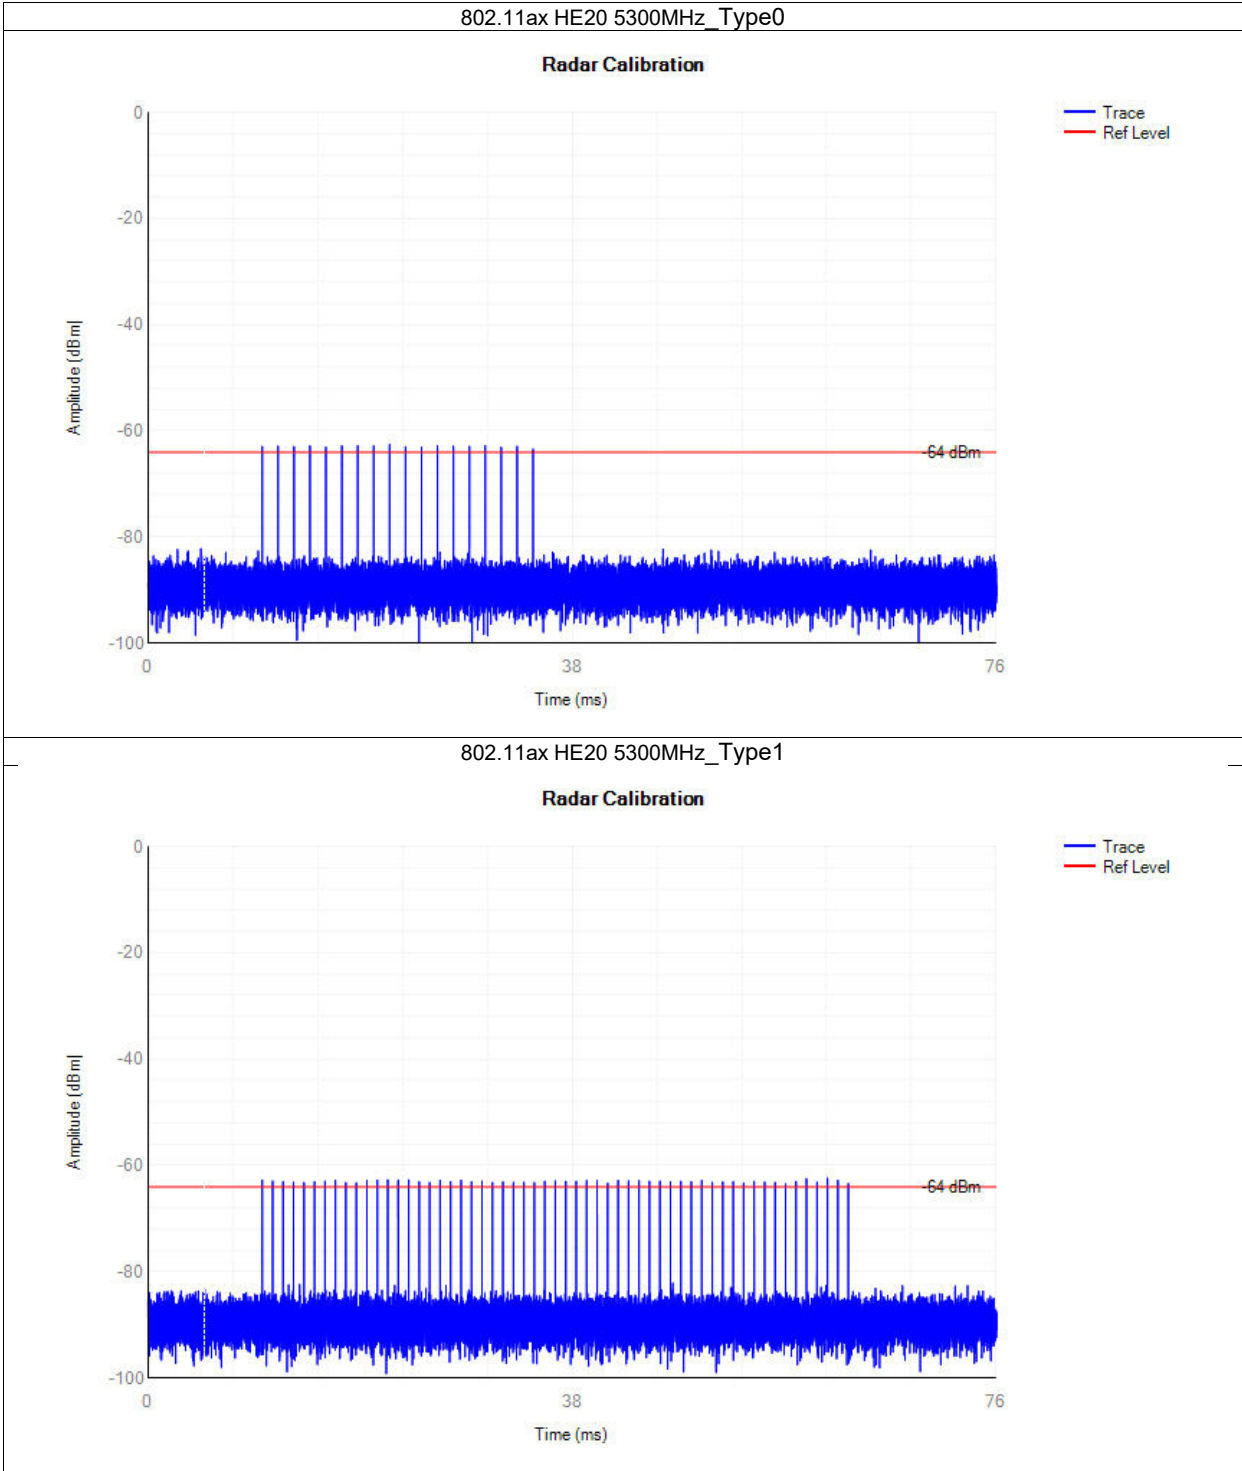 802.11ax HE20 5300MHz_Type0
Radar Calibration
Trace
Ref Level
0
-20
-40
-60
-80
-100
Amplitude [dBm]
-64 dBm
0 38 76
Time (ms)
802.11ax HE20 5300MHz_Type1
Radar Calibration
Trace
Ref Level
0
-20
-40
-60
-80
-100
Amplitude [dBm]
-64 dBm
0 38 76
Time (ms)